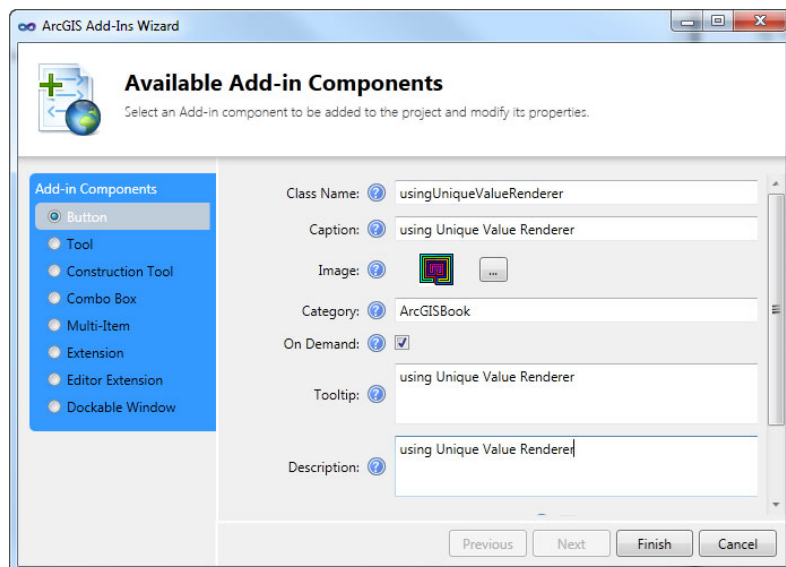 ArcGIS Add-Ins Wizard
Available Add-in Components
Select an Add-in component to be added to the project and modify its properties.
Add-in Components
Button
Tool
Construction Tool
Combo Box
Multi-Item
Extension
Editor Extension
Dockable Window
Class Name: usingUniqueValueRenderer
Caption: using Unique Value Renderer
Image: ...
Category: ArcGISBook
On Demand:
Tooltip: using Unique Value Renderer
Description: using Unique Value Renderer
Previous Next Finish Cancel